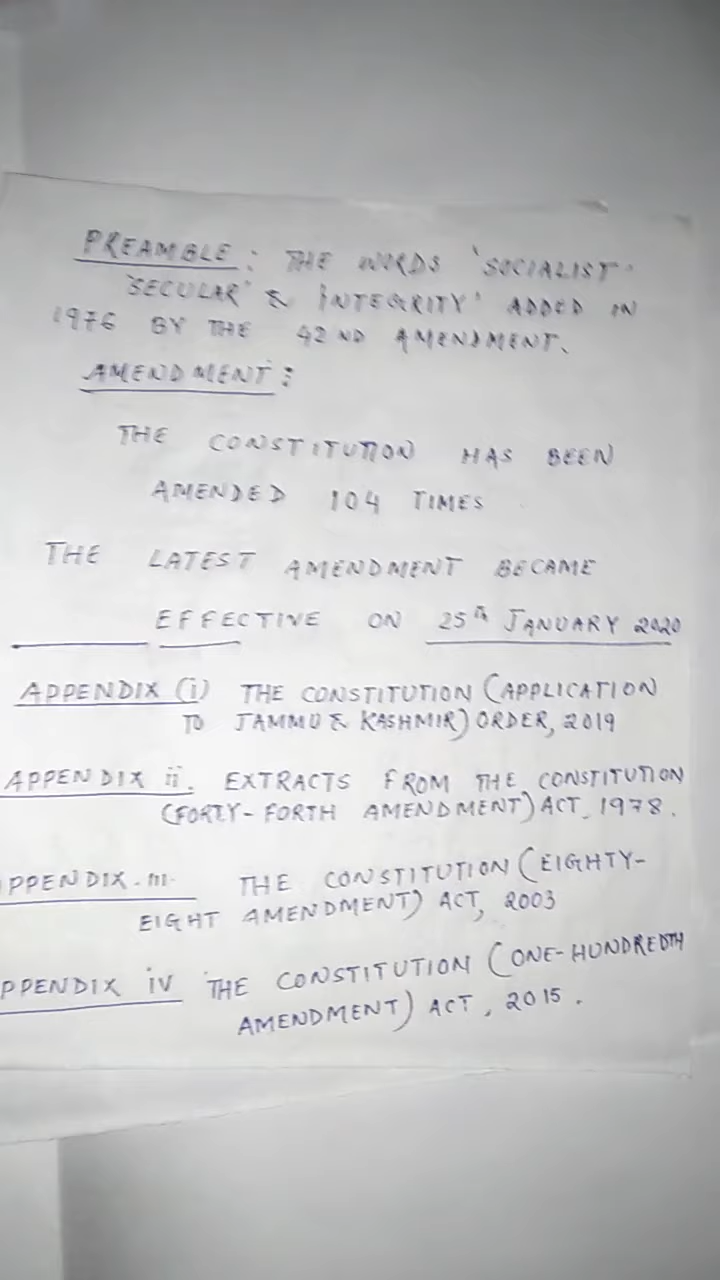 PREAMBLE: THE WORDS 'SOCIALIST'
'SECULAR' & INTEGRITY' ADDED IN
1976 BY THE 42ND AMENDMENT.
AMENDMENT:
THE CONSTITUTION HAS BEEN
AMENDED 104 TIMES
THE LATEST AMENDMENT BECAME
EFFECTIVE ON 25TH JANUARY 2020
APPENDIX (i) THE CONSTITUTION (APPLICATION
TO JAMMU & KASHMIR) ORDER, 2019
APPENDIX ii. EXTRACTS FROM THE CONSTITUTION
(FORTY-FORTH AMENDMENT) ACT, 1978.
PPENDIX.III. THE CONSTITUTION (EIGHTY-
EIGHT AMENDMENT) ACT, 2003
PPENDIX iv THE CONSTITUTION (ONE-HUNDREDTH
AMENDMENT) ACT, 2015.